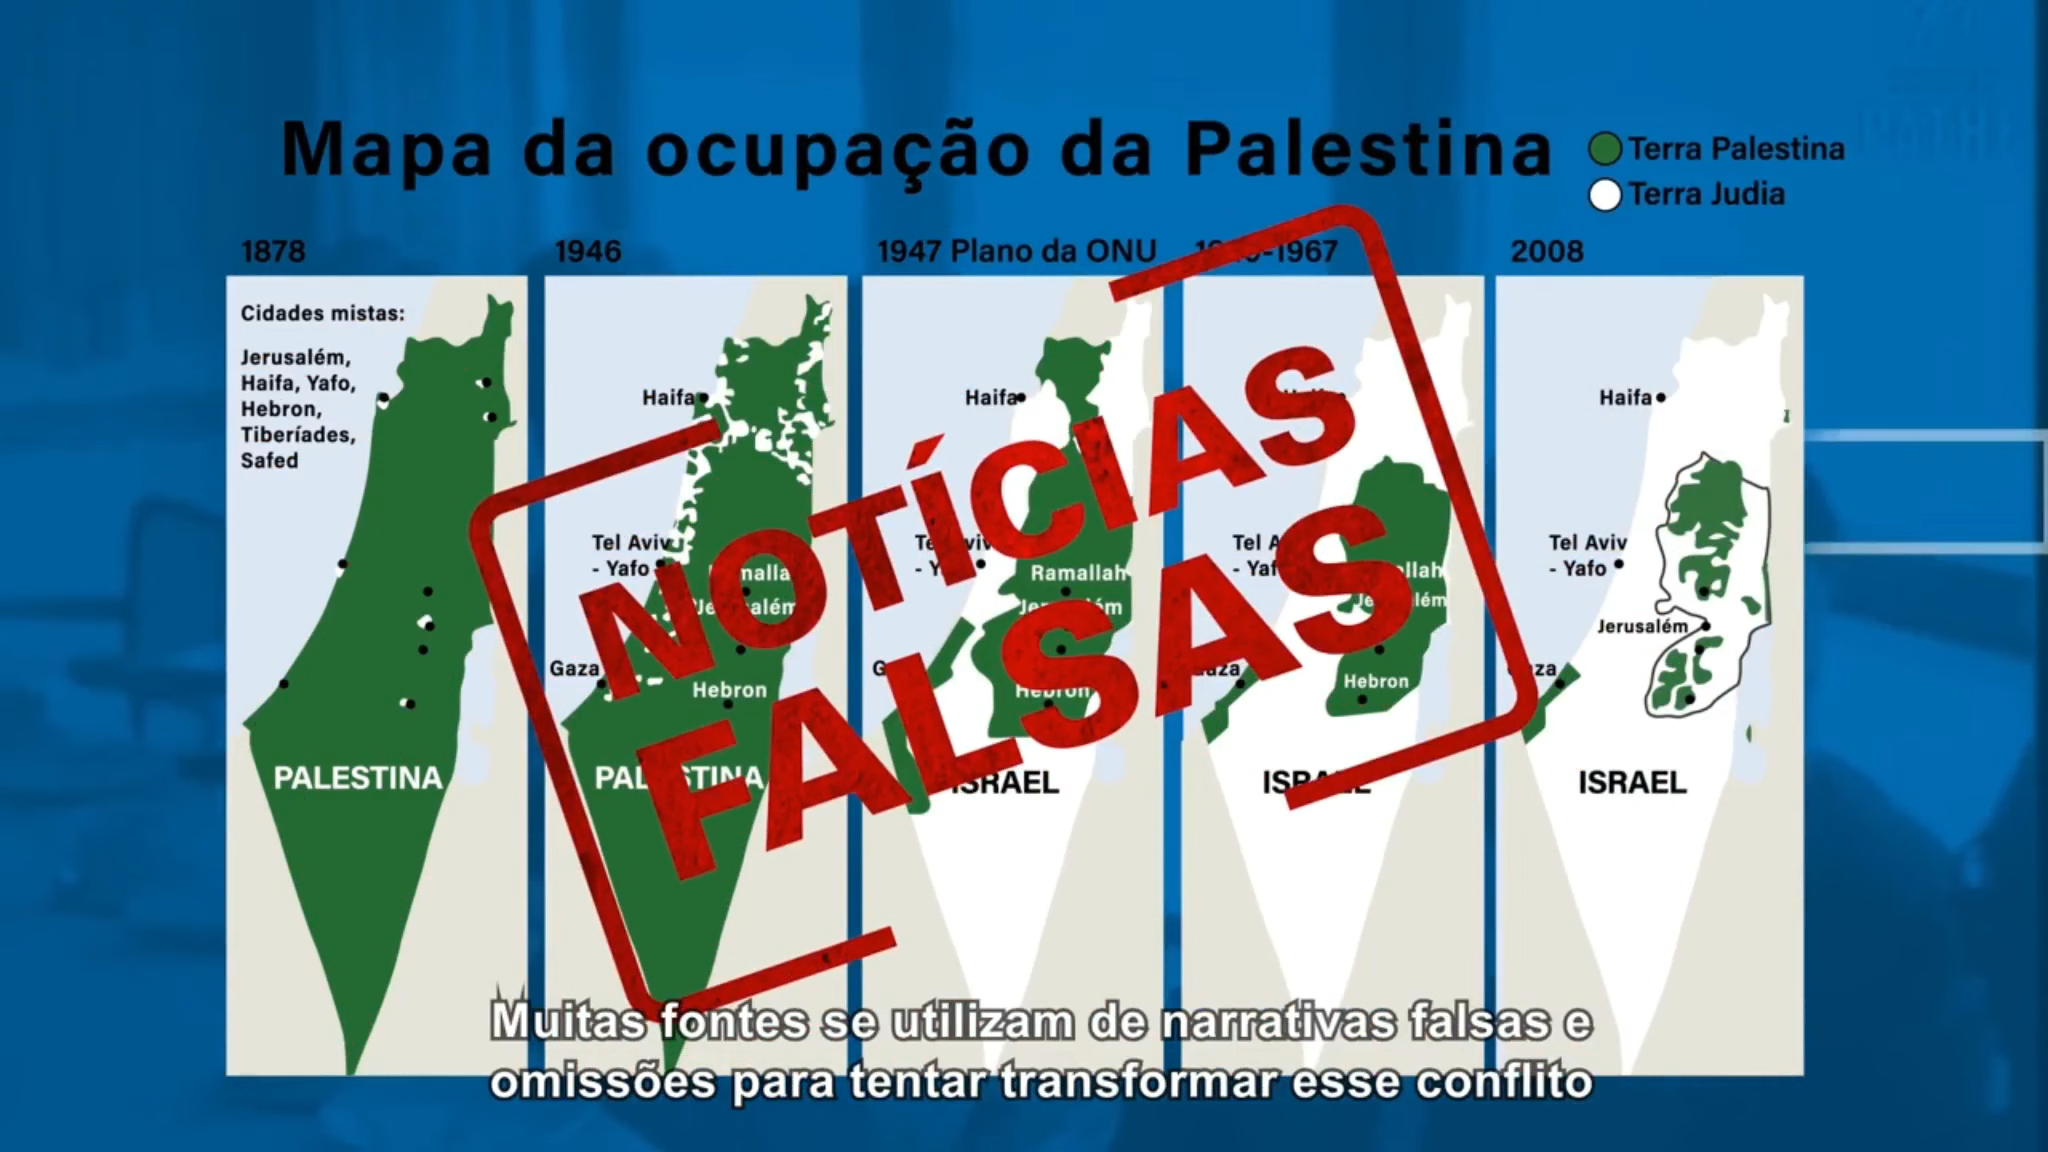 Mapa da ocupação da Palestina
Terra Palestina
Terra Judia
1878
1946
1947 Plano da ONU
-1967
2008
Cidades mistas:
Jerusalém,
Haifa, Yafo,
Hebron,
Tiberíades,
Safed
PALESTINA
Haifa
Tel Aviv
- Yafo
Gaza
Hebron
PALESTINA
Haifa
Ramallah
Jerusalém
Hebron
ISRAEL
Hebron
ISRAEL
Haifa
Tel Aviv
- Yafo
Jerusalém
ISRAEL
NOTÍCIAS
FALSAS
Muitas fontes se utilizam de narrativas falsas e
omissões para tentar transformar esse conflito